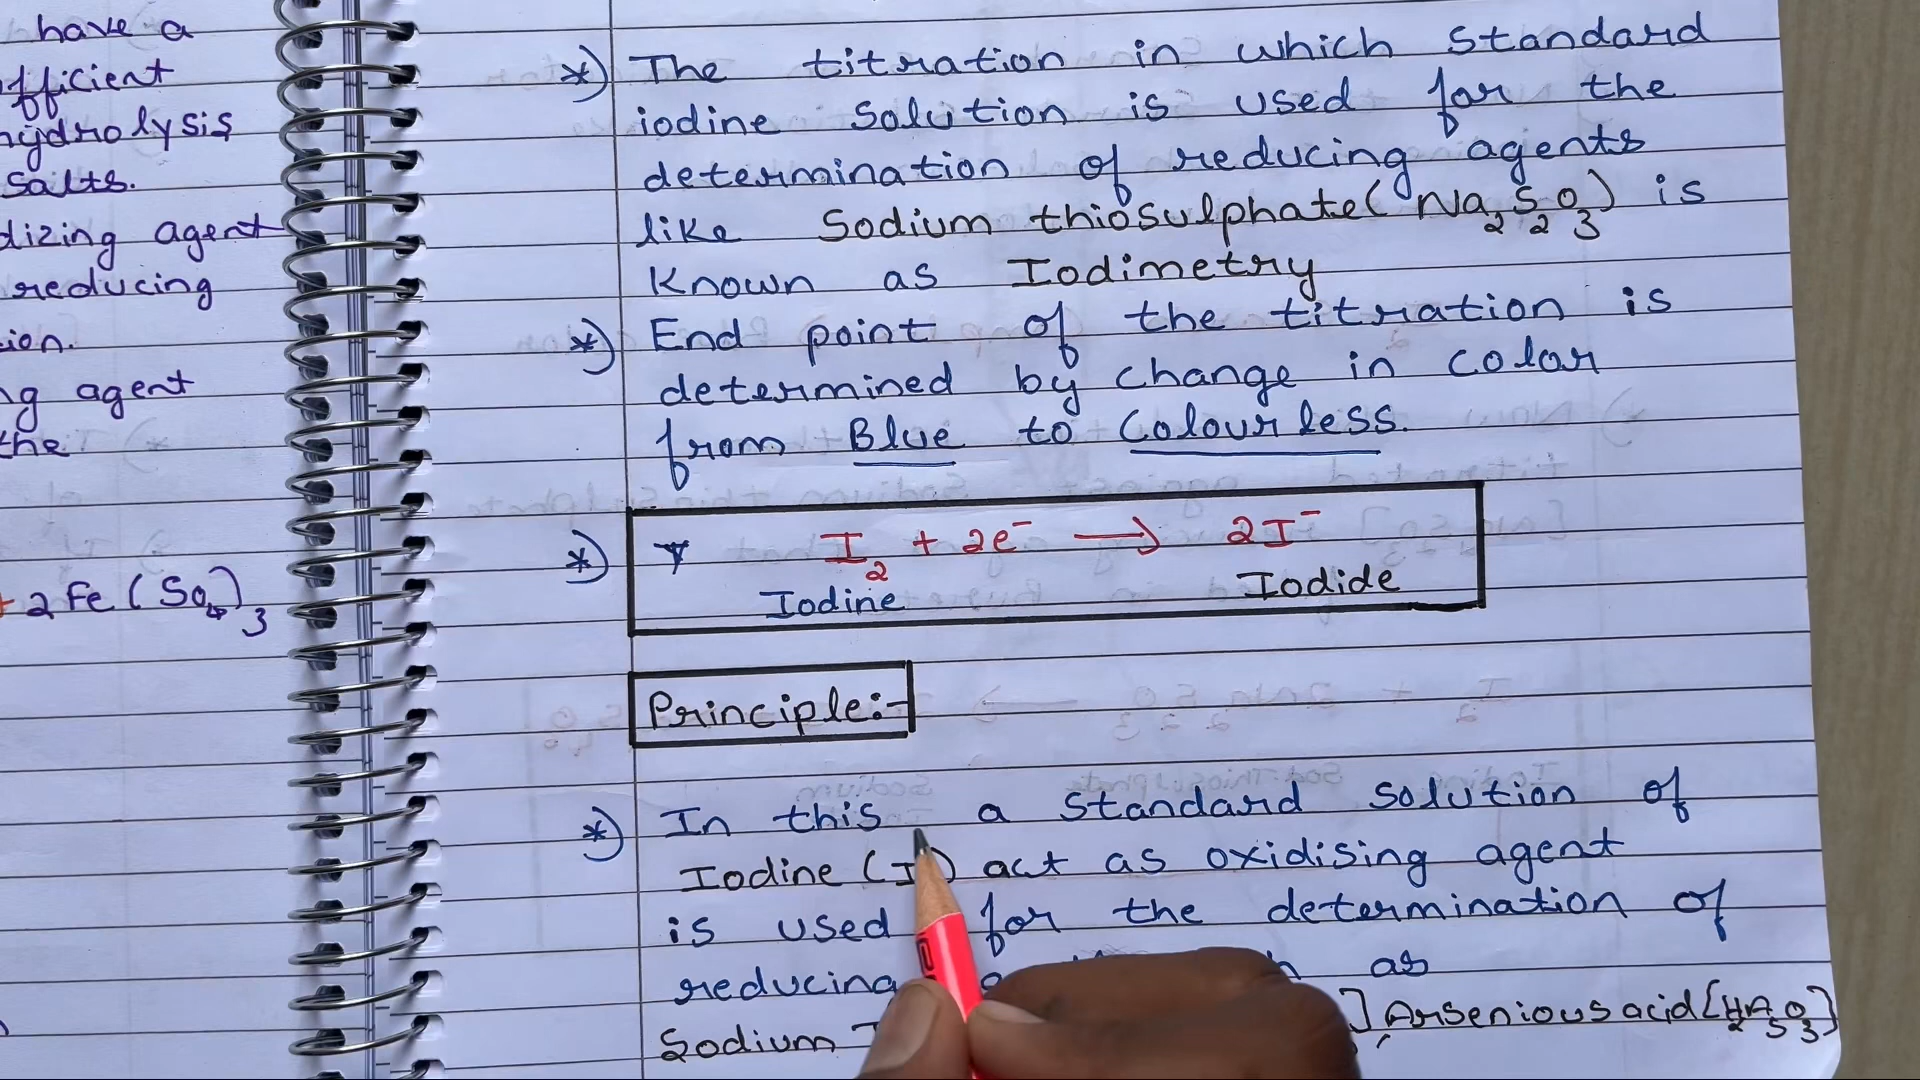 have a
fficient
hydrolysis
salts.
dizing agent
reducing
ion.
ng agent
the
+ 2Fe(SO4)3
*) The titration in which standard
iodine solution is used for the
determination of reducing agents
like Sodium thiosulphate(Na2S2O3) is
Known as Iodimetry
*) End point of the titration is
determined by change in color
from Blue to Colourless.
*) I2 + 2e⁻ → 2I⁻
Iodine Iodide
Principle:-
*) In this a standard solution of
Iodine (I ) act as oxidising agent
is used for the determination of
reducing as
Sodium ] Arsenious acid [H2AsO3]